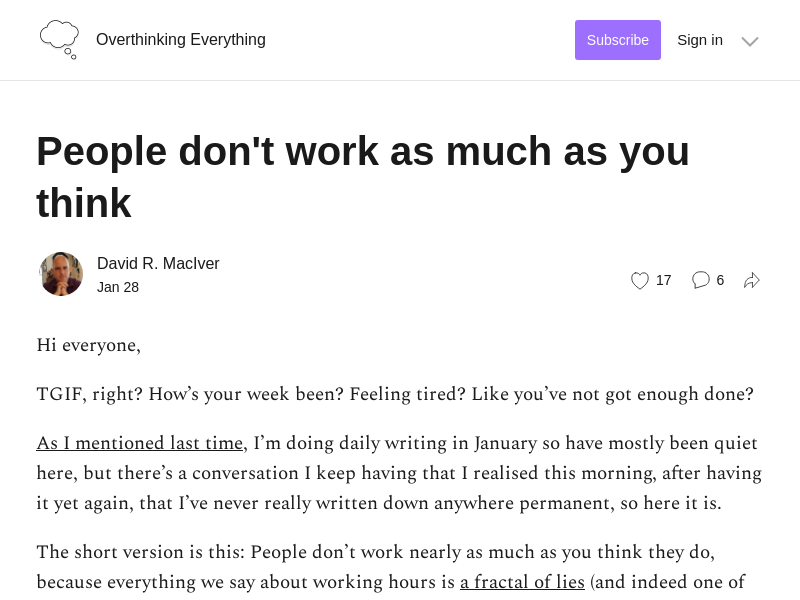 Overthinking Everything
Subscribe
Sign in
People don't work as much as you
think
David R. MacIver
Jan 28
17
6
Hi everyone,
TGIF, right? How’s your week been? Feeling tired? Like you’ve not got enough done?
As I mentioned last time, I’m doing daily writing in January so have mostly been quiet
here, but there’s a conversation I keep having that I realised this morning, after having
it yet again, that I’ve never really written down anywhere permanent, so here it is.
The short version is this: People don’t work nearly as much as you think they do,
because everything we say about working hours is a fractal of lies (and indeed one of